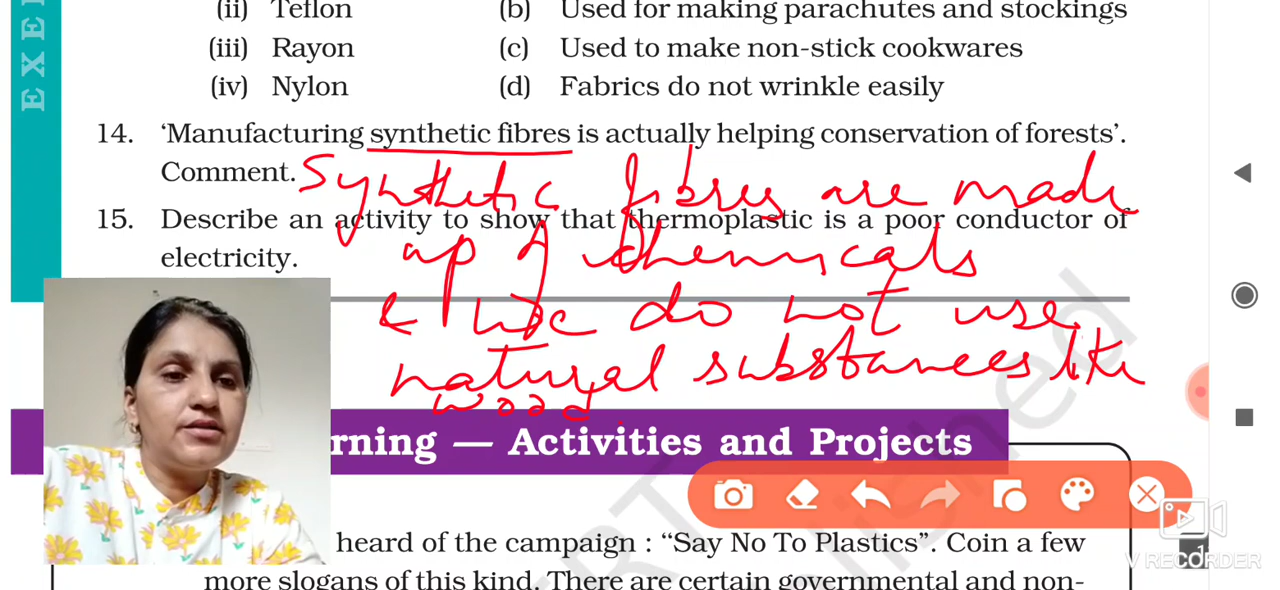 EXE
(ii) Teflon (b) Used for making parachutes and stockings
(iii) Rayon (c) Used to make non-stick cookwares
(iv) Nylon (d) Fabrics do not wrinkle easily
14. ‘Manufacturing synthetic fibres is actually helping conservation of forests’.
Comment.
Synthetic fibres are made
15. Describe an activity to show that thermoplastic is a poor conductor of
electricity.
up of chemicals
& we do not use
natural substances like
wood
rning — Activities and Projects
heard of the campaign : “Say No To Plastics”. Coin a few
more slogans of this kind. There are certain governmental and non-
V RECORDER